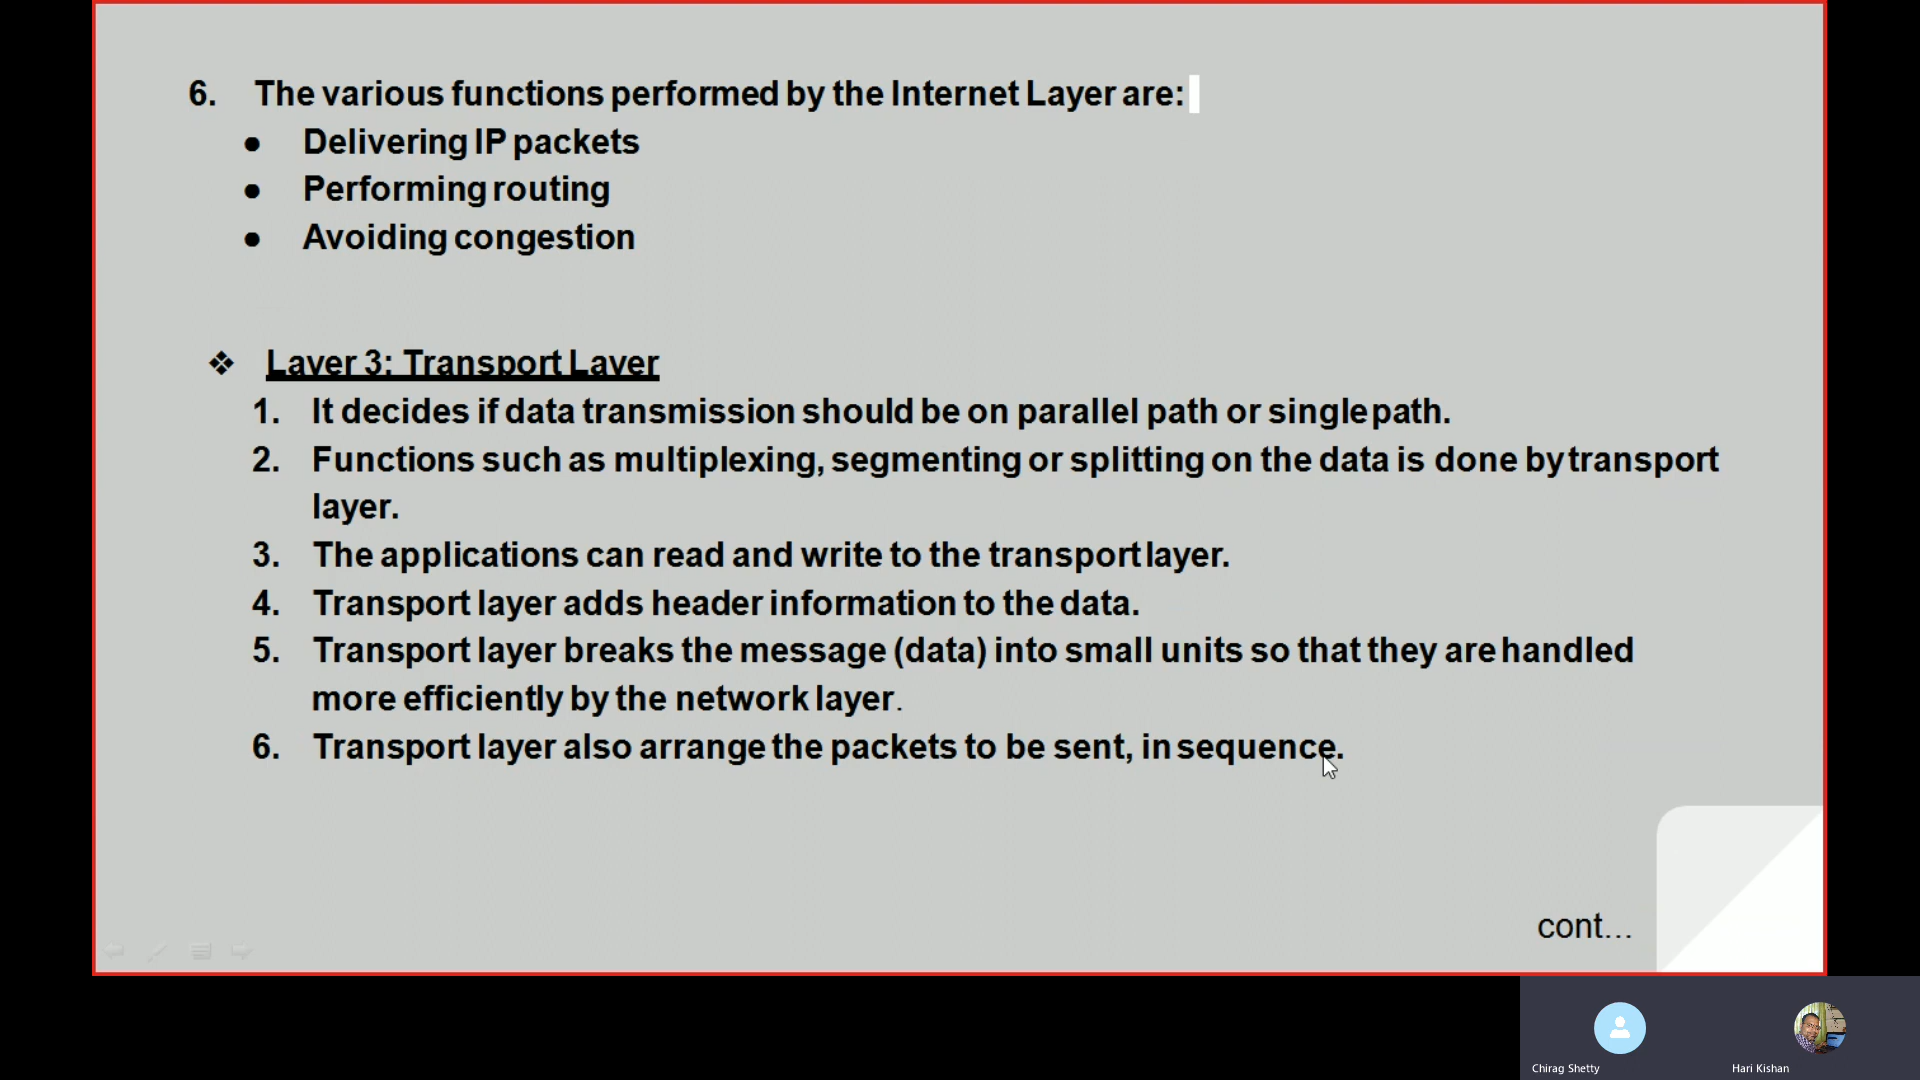 6. The various functions performed by the Internet Layer are:
● Delivering IP packets
● Performing routing
● Avoiding congestion
❖ Layer 3: Transport Layer
1. It decides if data transmission should be on parallel path or single path.
2. Functions such as multiplexing, segmenting or splitting on the data is done by transport
layer.
3. The applications can read and write to the transport layer.
4. Transport layer adds header information to the data.
5. Transport layer breaks the message (data) into small units so that they are handled
more efficiently by the network layer.
6. Transport layer also arrange the packets to be sent, in sequence.
cont...
Chirag Shetty
Hari Kishan